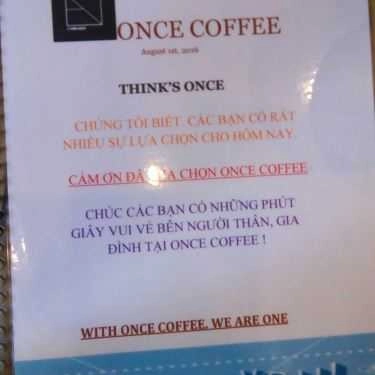 ONCE COFFEE
August 1st, 2016
THINK'S ONCE
CHÚNG TÔI BIẾT CÁC BẠN CÓ RẤT
NHIỀU SỰ LỰA CHỌN CHO HÔM NAY.
CẢM ƠN ĐÃ LỰA CHỌN ONCE COFFEE
CHÚC CÁC BẠN CÓ NHỮNG PHÚT
GIÂY VUI VẺ BÊN NGƯỜI THÂN, GIA
ĐÌNH TẠI ONCE COFFEE !
WITH ONCE COFFEE, WE ARE ONE